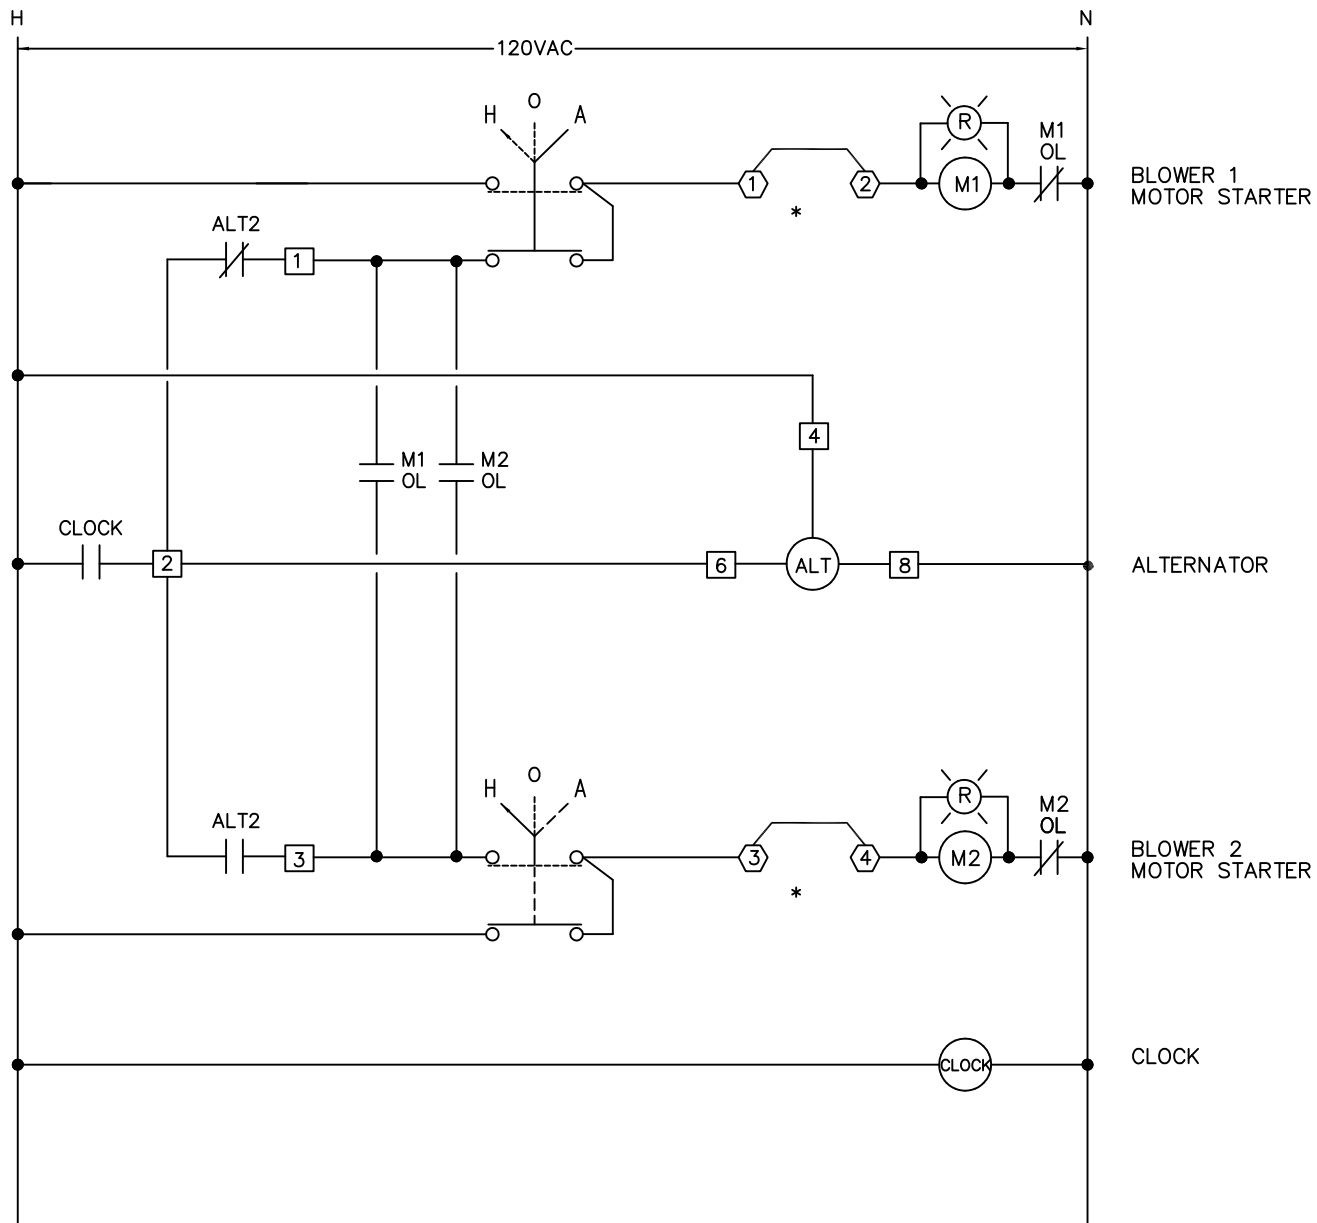 H
N
120VAC
H O A
R
M1
OL
1
2
M1
*
BLOWER 1
MOTOR STARTER
ALT2
1
4
M1
OL
M2
OL
CLOCK
2
6
ALT
8
ALTERNATOR
H O A
R
M2
OL
ALT2
3
3
4
M2
*
BLOWER 2
MOTOR STARTER
CLOCK
CLOCK